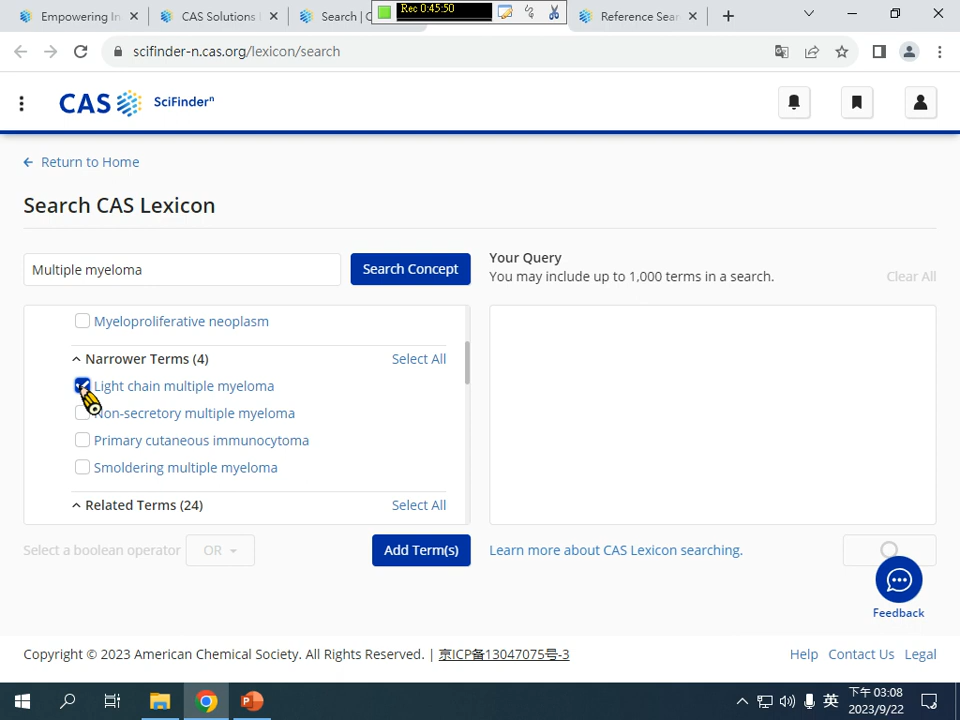 Empowering In
CAS Solutions
Search | C
Rec 0:45:50
Reference Sear
scifinder-n.cas.org/lexicon/search
CAS SciFinderⁿ
Return to Home
Search CAS Lexicon
Multiple myeloma
Search Concept
Your Query
You may include up to 1,000 terms in a search.
Clear All
Myeloproliferative neoplasm
Narrower Terms (4) Select All
Light chain multiple myeloma
Non-secretory multiple myeloma
Primary cutaneous immunocytoma
Smoldering multiple myeloma
Related Terms (24) Select All
Select a boolean operator OR
Add Term(s)
Learn more about CAS Lexicon searching.
Feedback
Copyright © 2023 American Chemical Society. All Rights Reserved. | 京ICP备13047075号-3
Help Contact Us Legal
英
下午 03:08
2023/9/22